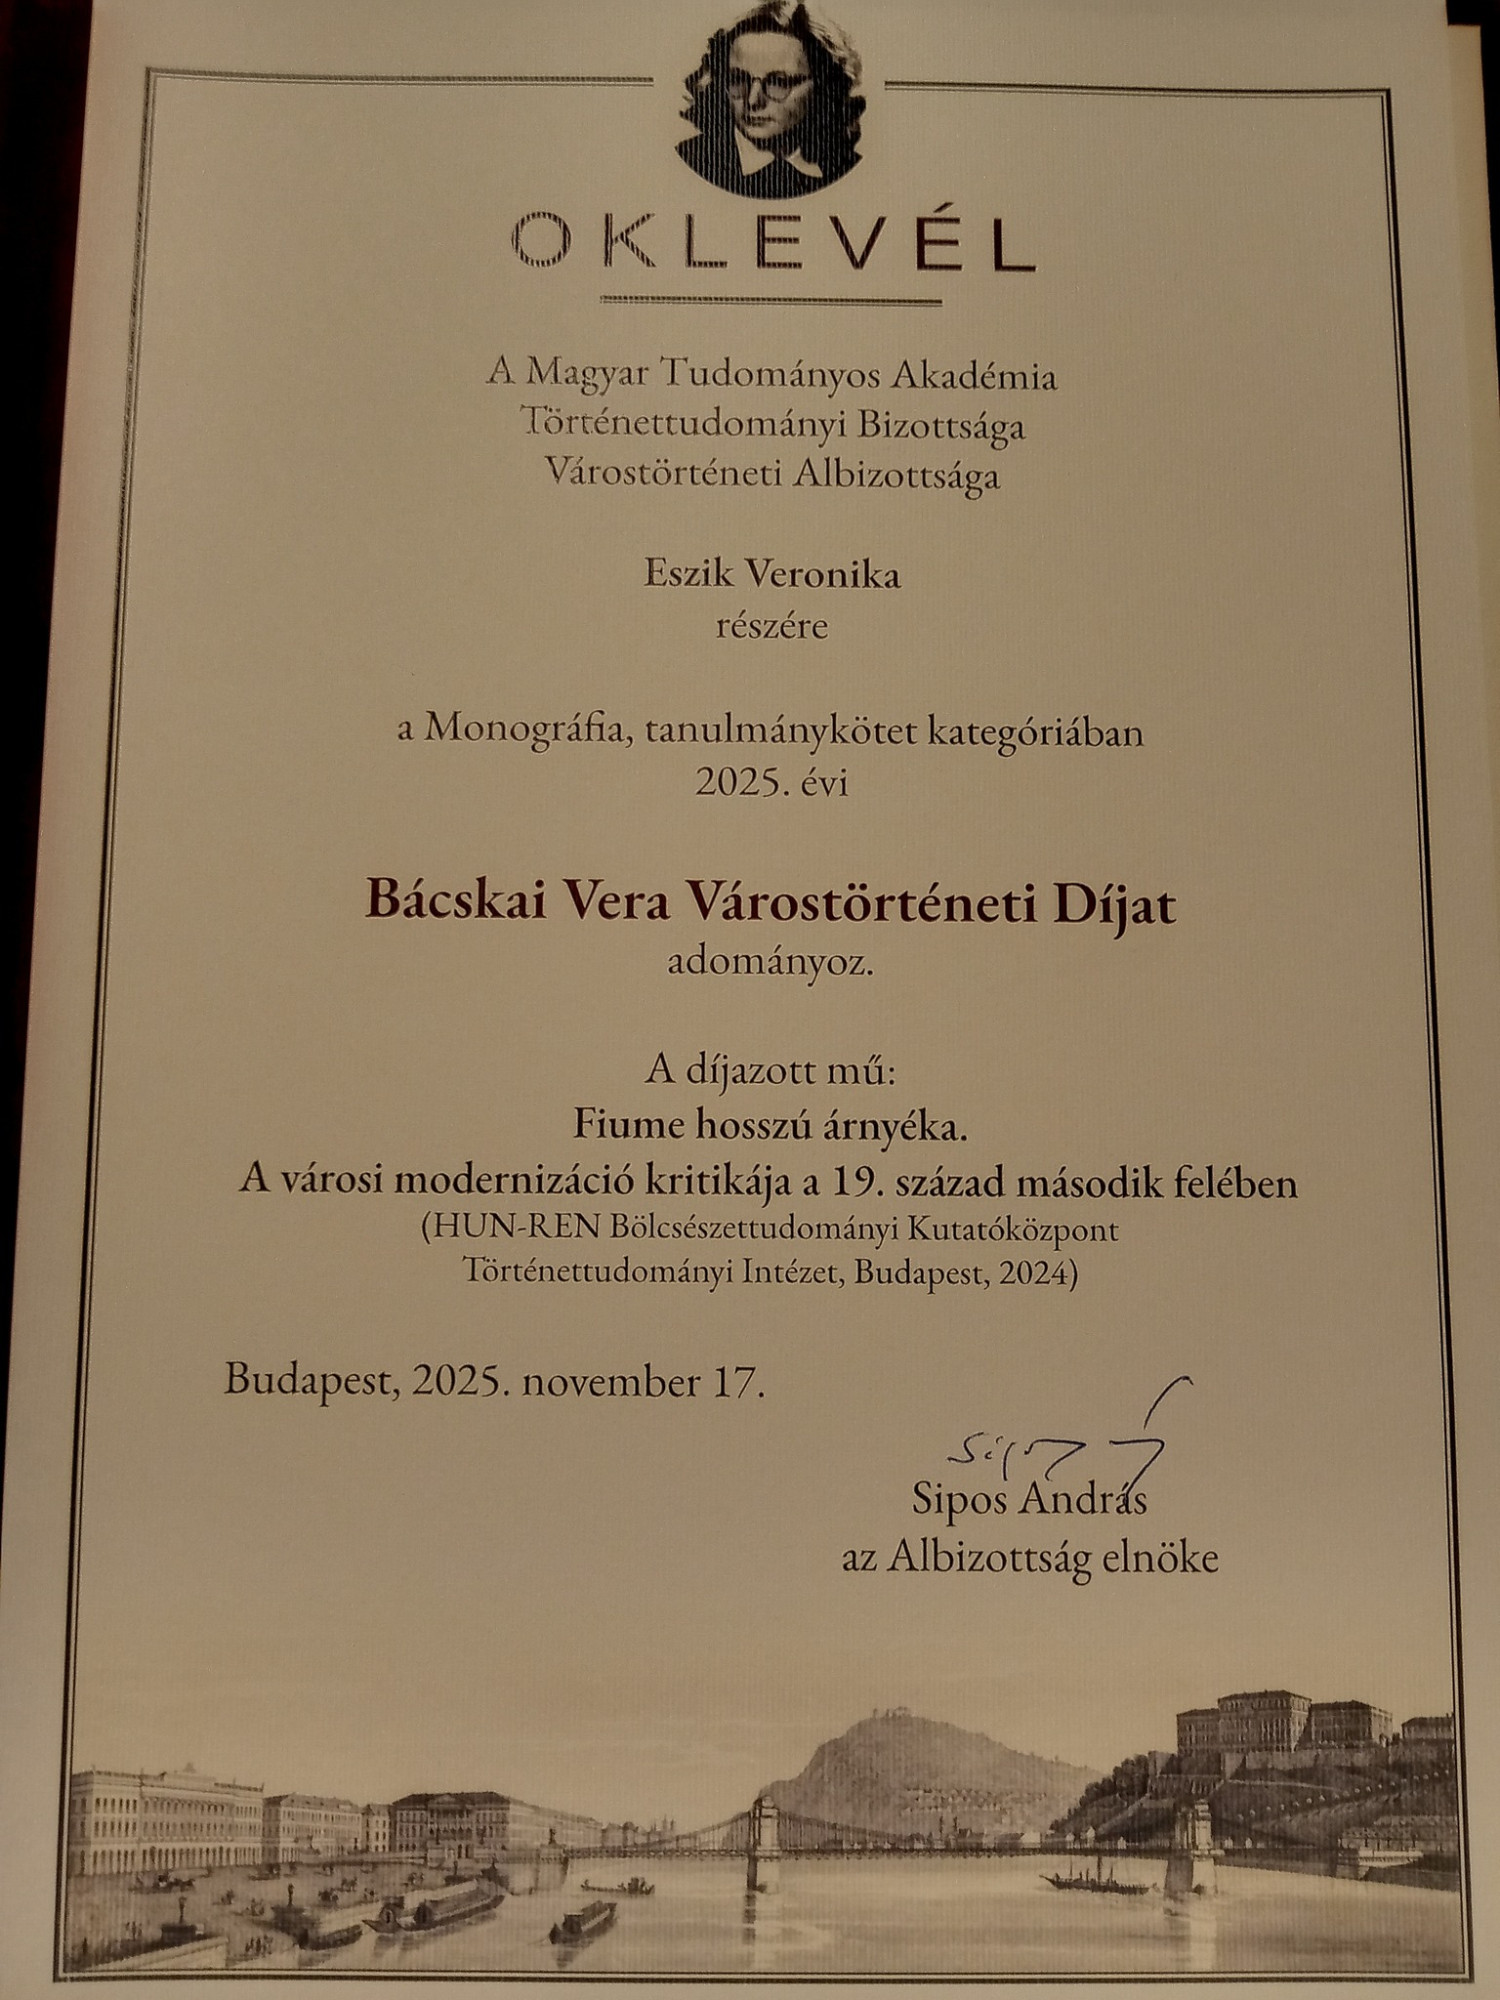 OKLEVÉL
A Magyar Tudományos Akadémia
Történettudományi Bizottsága
Várostörténeti Albizottsága
Eszik Veronika
részére
a Monográfia, tanulmánykötet kategóriában
2025. évi
Bácskai Vera Várostörténeti Díjat
adományoz.
A díjazott mű:
Fiume hosszú árnyéka.
A városi modernizáció kritikája a 19. század második felében
(HUN-REN Bölcsészettudományi Kutatóközpont
Történettudományi Intézet, Budapest, 2024)
Budapest, 2025. november 17.
Sipos András
az Albizottság elnöke